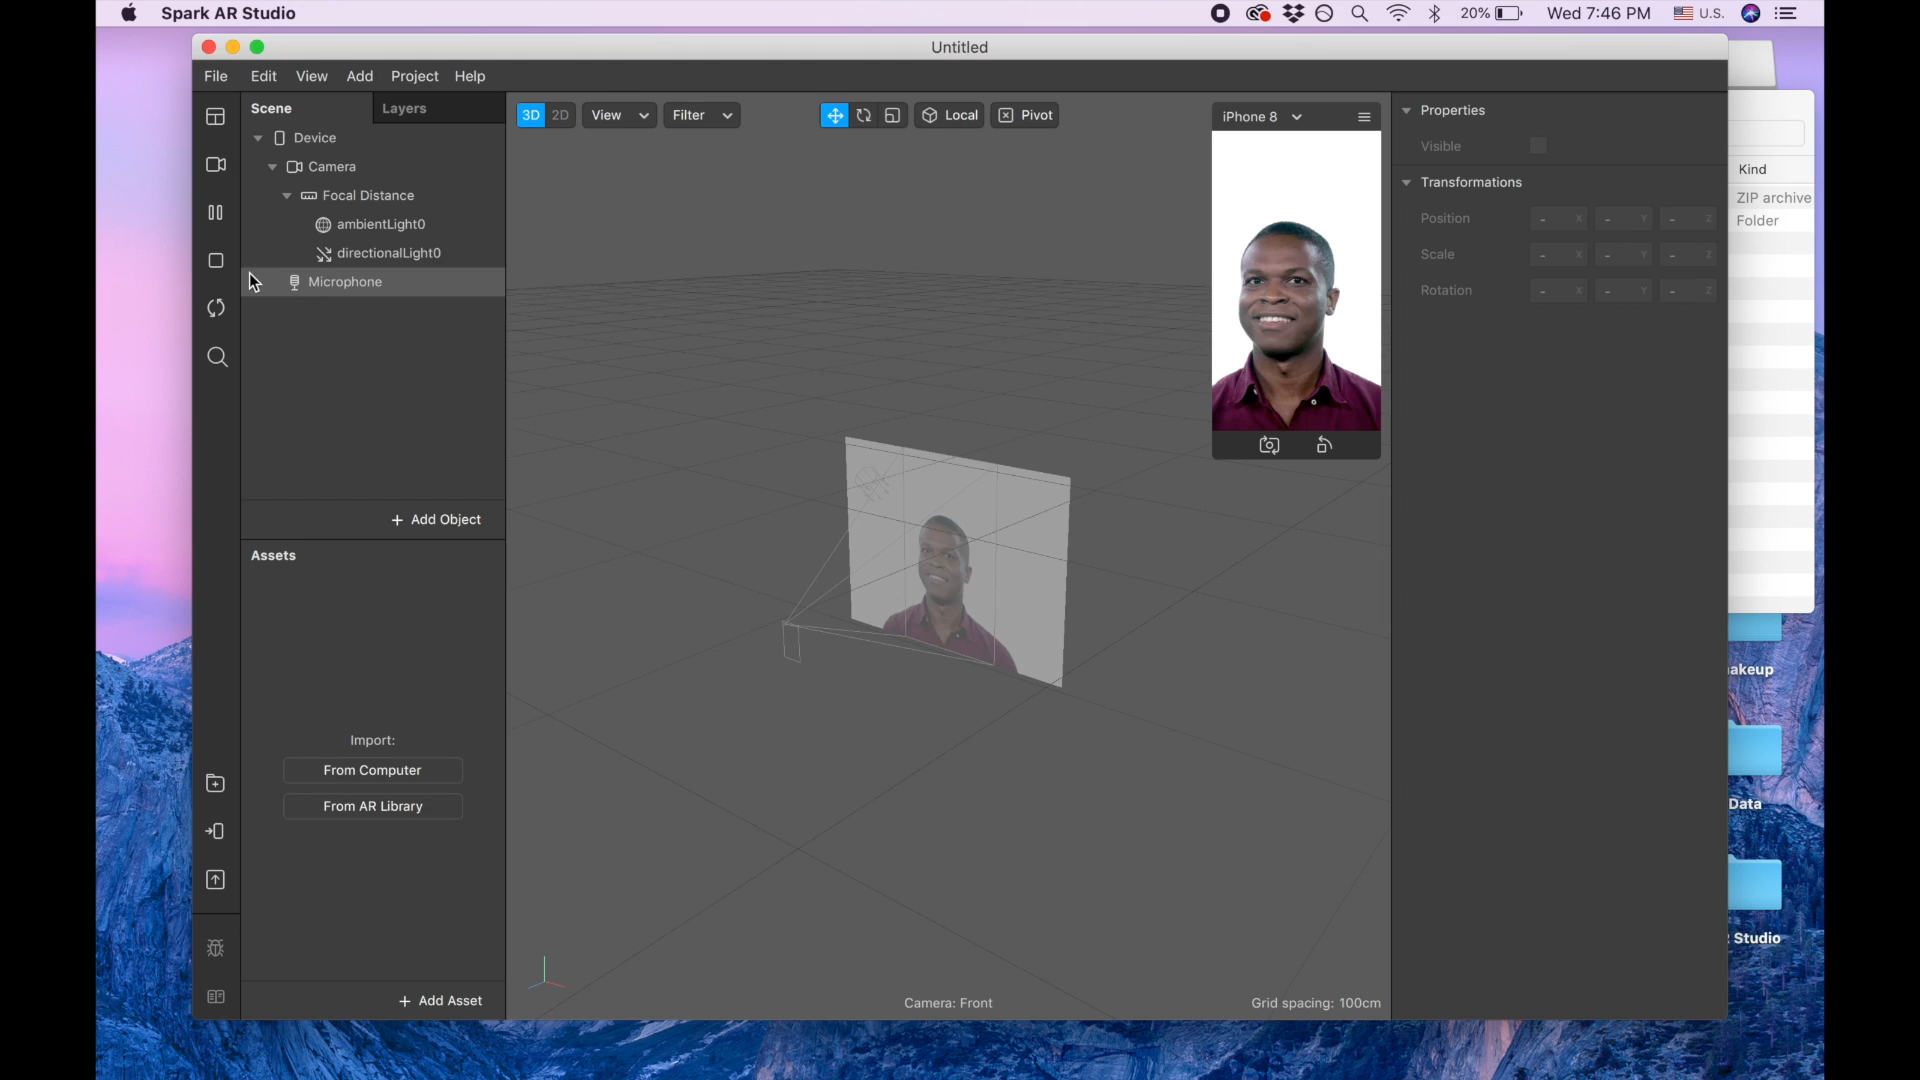 Spark AR Studio
20%
Wed 7:46 PM
U.S.
Untitled
File Edit View Add Project Help
Scene
Layers
Device
Camera
Focal Distance
ambientLight0
directionalLight0
Microphone
+ Add Object
Assets
Import:
From Computer
From AR Library
+ Add Asset
3D 2D View Filter Local Pivot
iPhone 8
Camera: Front
Grid spacing: 100cm
Properties
Visible
Transformations
Position - X - Y - Z
Scale - X - Y - Z
Rotation - X - Y - Z
Kind
ZIP archive
Folder
akeup
Data
Studio